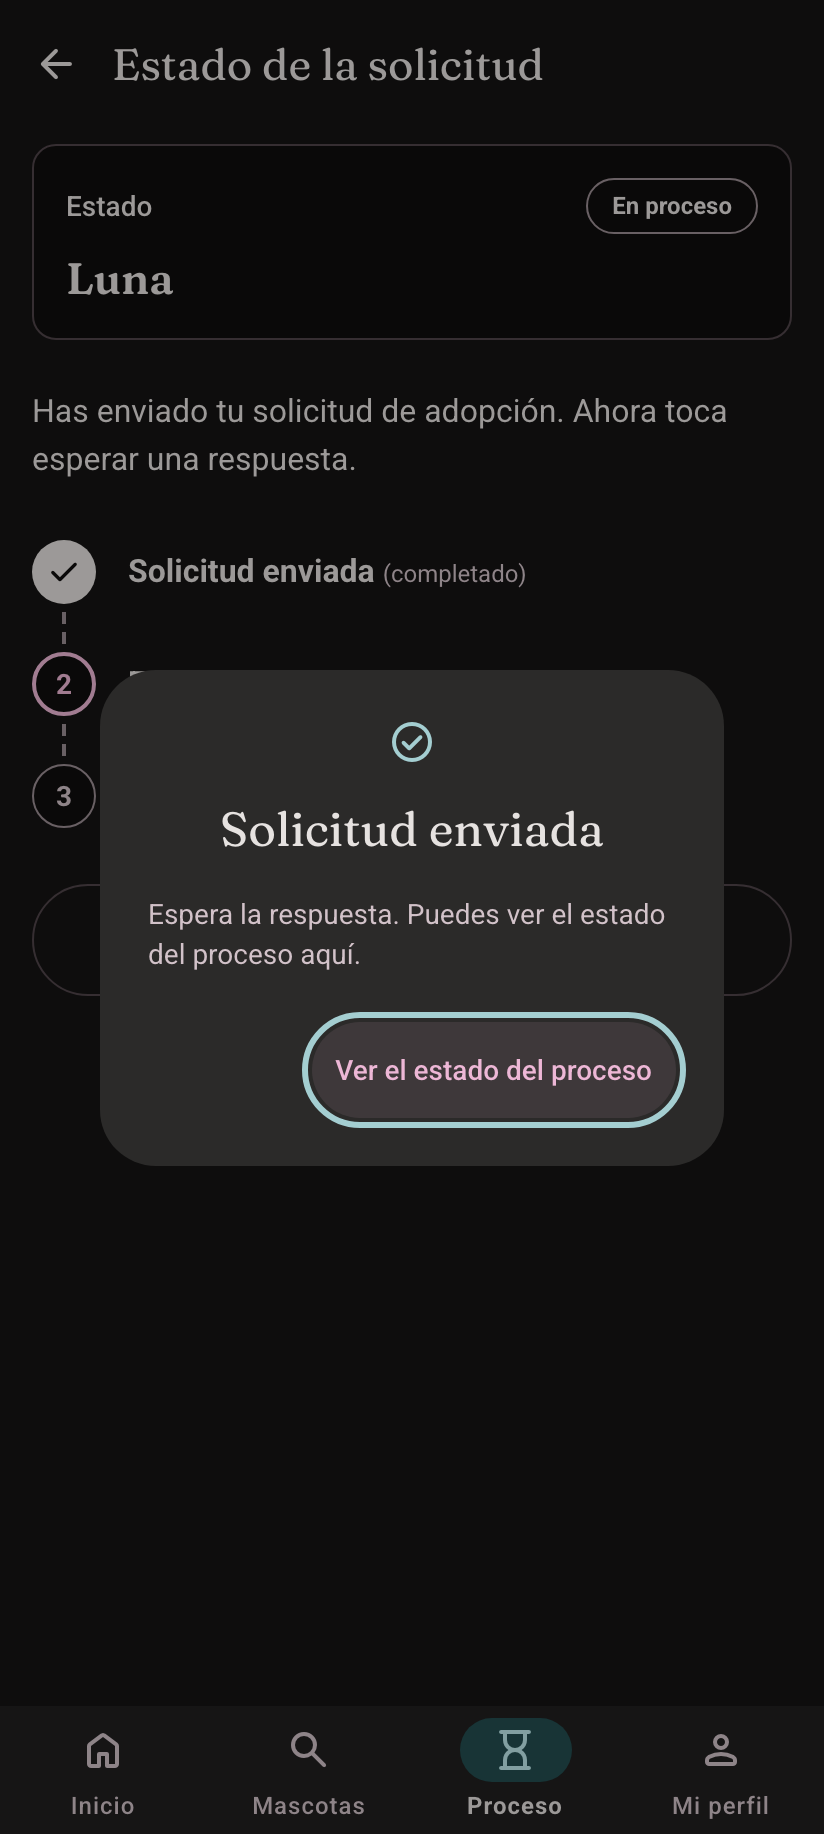 Estado de la solicitud
Estado
En proceso
Luna
Has enviado tu solicitud de adopción. Ahora toca
esperar una respuesta.
Solicitud enviada (completado)
2
3
Solicitud enviada
Espera la respuesta. Puedes ver el estado
del proceso aquí.
Ver el estado del proceso
Inicio
Mascotas
Proceso
Mi perfil